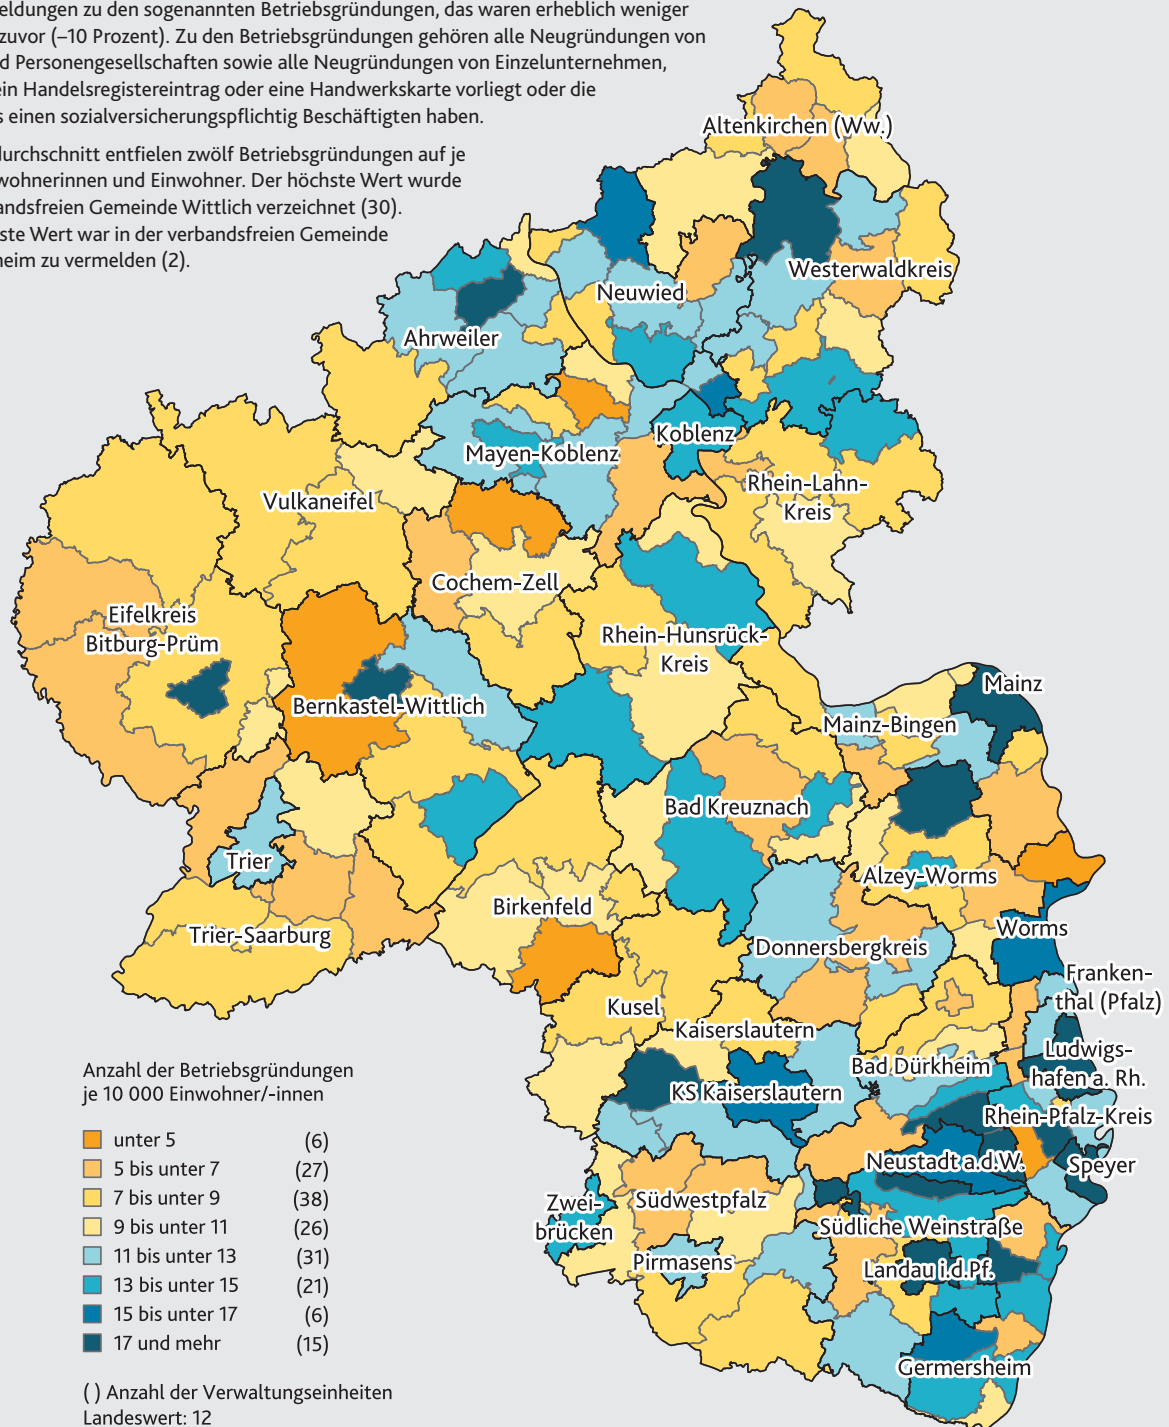 eldungen zu den sogenannten Betriebsgründungen, das waren erheblich weniger
zuvor (–10 Prozent). Zu den Betriebsgründungen gehören alle Neugründungen von
d Personengesellschaften sowie alle Neugründungen von Einzelunternehmen,
ein Handelsregistereintrag oder eine Handwerkskarte vorliegt oder die
s einen sozialversicherungspflichtig Beschäftigten haben.
durchschnitt entfielen zwölf Betriebsgründungen auf je
wohnerinnen und Einwohner. Der höchste Wert wurde
andsfreien Gemeinde Wittlich verzeichnet (30).
ste Wert war in der verbandsfreien Gemeinde
heim zu vermelden (2).
Altenkirchen (Ww.)
Westerwaldkreis
Neuwied
Ahrweiler
Koblenz
Mayen-Koblenz
Rhein-Lahn-
Kreis
Vulkaneifel
Cochem-Zell
Eifelkreis
Bitburg-Prüm
Rhein-Hunsrück-
Kreis
Mainz
Bernkastel-Wittlich
Mainz-Bingen
Bad Kreuznach
Trier
Alzey-Worms
Birkenfeld
Worms
Trier-Saarburg
Donnersbergkreis
Franken-
thal (Pfalz)
Kusel
Kaiserslautern
Ludwigs-
hafen a. Rh.
Bad Dürkheim
KS Kaiserslautern
Rhein-Pfalz-Kreis
Neustadt a.d.W.
Speyer
Südwestpfalz
Zwei-
brücken
Südliche Weinstraße
Pirmasens
Landau i.d.Pf.
Germersheim
Anzahl der Betriebsgründungen
je 10 000 Einwohner/-innen
unter 5 (6)
5 bis unter 7 (27)
7 bis unter 9 (38)
9 bis unter 11 (26)
11 bis unter 13 (31)
13 bis unter 15 (21)
15 bis unter 17 (6)
17 und mehr (15)
( ) Anzahl der Verwaltungseinheiten
Landeswert: 12